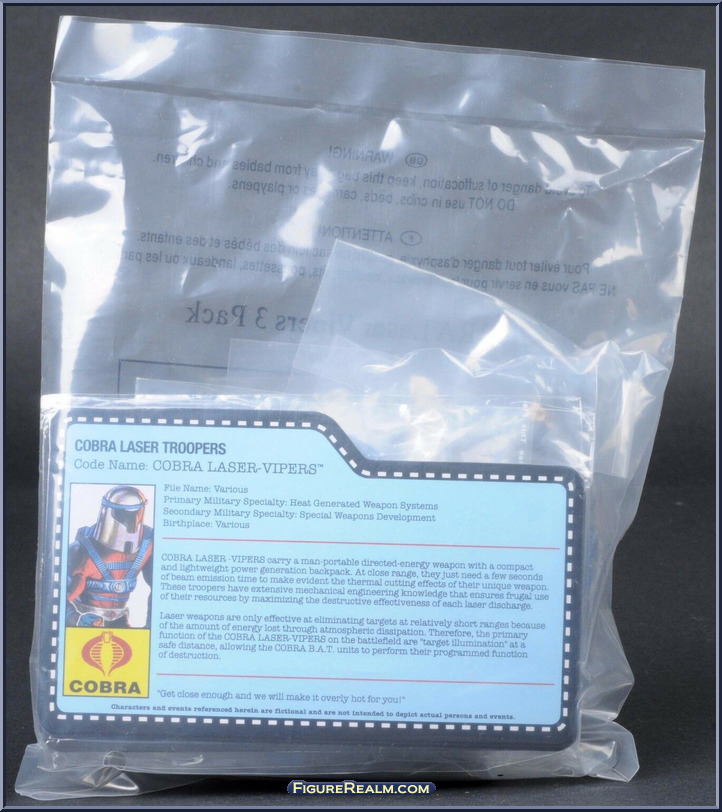 WARNING!
To avoid danger of suffocation, keep this bag away from babies and children.
DO NOT use in cribs, beds, carriages or playpens.
ATTENTION!
Pour éviter tout danger d'asphyxie, des bébés et des enfants.
NE PAS vous en servir pour poussettes, landeaux ou les
Vipers 3 Pack
COBRA LASER TROOPERS
Code Name: COBRA LASER-VIPERS™
File Name: Various
Primary Military Specialty: Heat Generated Weapon Systems
Secondary Military Specialty: Special Weapons Development
Birthplace: Various
COBRA LASER -VIPERS carry a man-portable directed-energy weapon with a compact
and lightweight power generation backpack. At close range, they just need a few seconds
of beam emission time to make evident the thermal cutting effects of their unique weapon.
These troopers have extensive mechanical engineering knowledge that ensures frugal use
of their resources by maximizing the destructive effectiveness of each laser discharge.
Laser weapons are only effective at eliminating targets at relatively short ranges because
of the amount of energy lost through atmospheric dissipation. Therefore, the primary
function of the COBRA LASER-VIPERS on the battlefield are "target illumination" at a
safe distance, allowing the COBRA B.A.T. units to perform their programmed function
of destruction.
COBRA
"Get close enough and we will make it overly hot for you!"
Characters and events referenced herein are fictional and are not intended to depict actual persons and events.
FIGUREREALM.COM